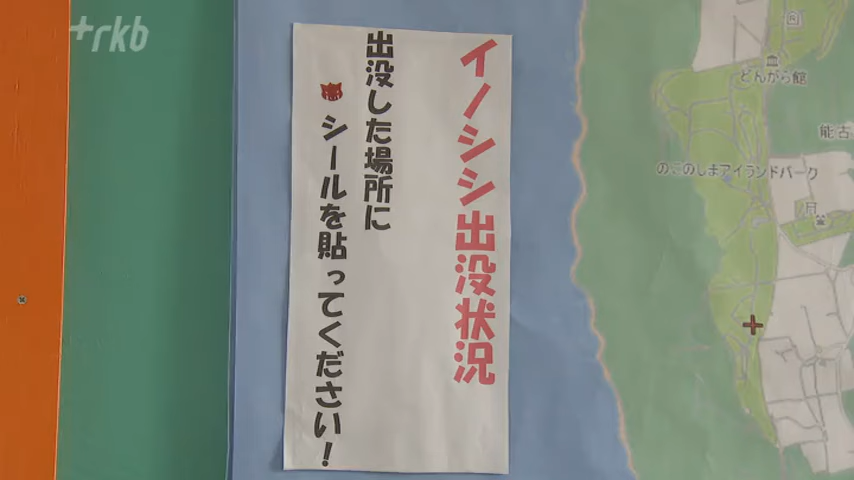 rkb
イノシシ出没状況
出没した場所に
シールを貼ってください!
どんぐり館
能古
のこのしまアイランドパーク